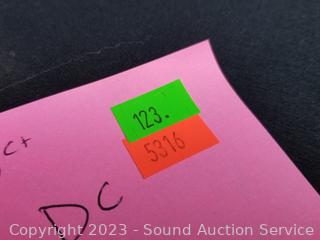 123.
5316
C+
DC
Copyright 2023 - Sound Auction Service